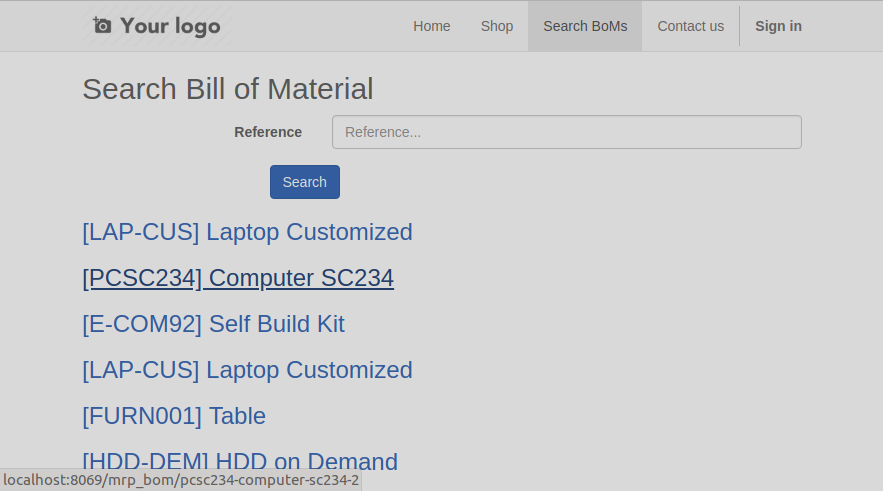 Your logo
Home Shop Search BoMs Contact us Sign in
Search Bill of Material
Reference Reference...
Search
[LAP-CUS] Laptop Customized
[PCSC234] Computer SC234
[E-COM92] Self Build Kit
[LAP-CUS] Laptop Customized
[FURN001] Table
[HDD-DEM] HDD on Demand
localhost:8069/mrp_bom/pcsc234-computer-sc234-2